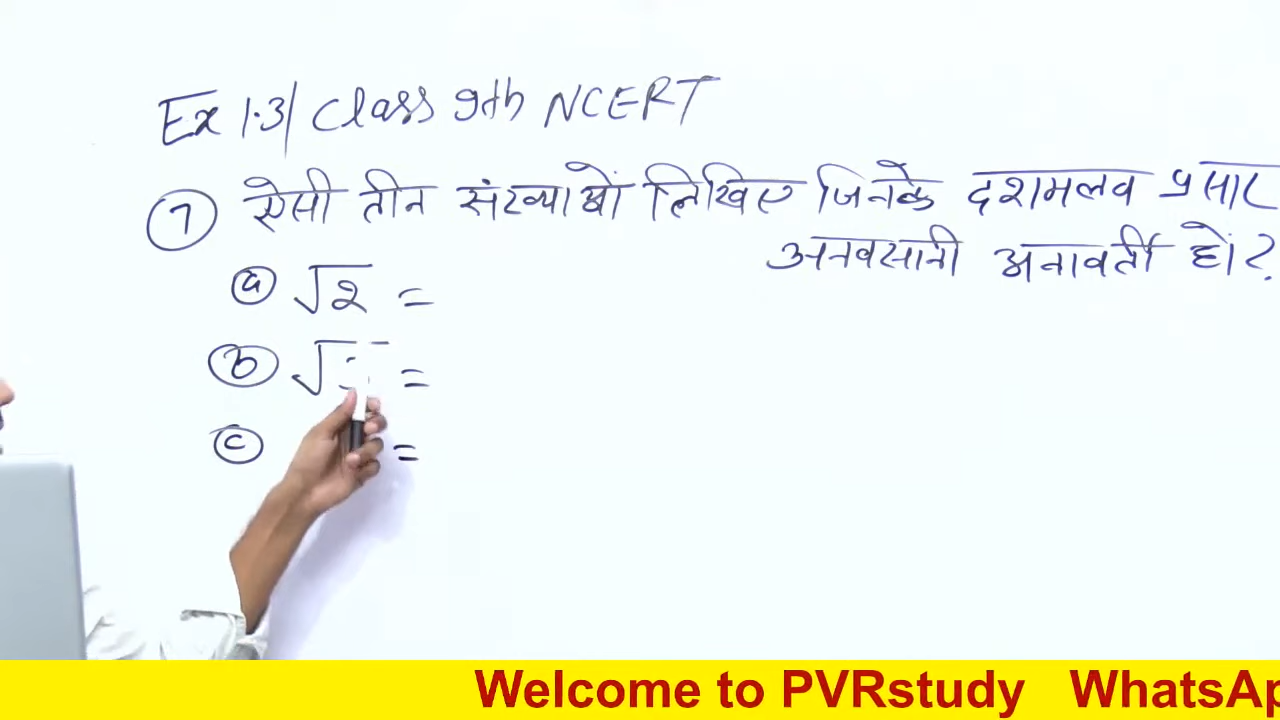 Ex 1.3/ Class 9th NCERT
7 ऐसी तीन संख्याओं लिखिए जिनके दशमलव प्रसार
अनवसानी अनावर्ती हों?
a √2 =
b √ =
c =
Welcome to PVRstudy WhatsAp